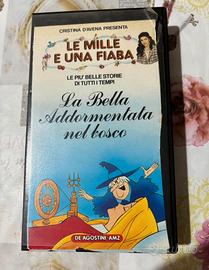 CRISTINA D'AVENA PRESENTA
LE MILLE
E UNA FIABA
LE PIU' BELLE STORIE
DI TUTTI I TEMPI
La Bella
Addormentata
nel bosco
DE AGOSTINI-AMZ